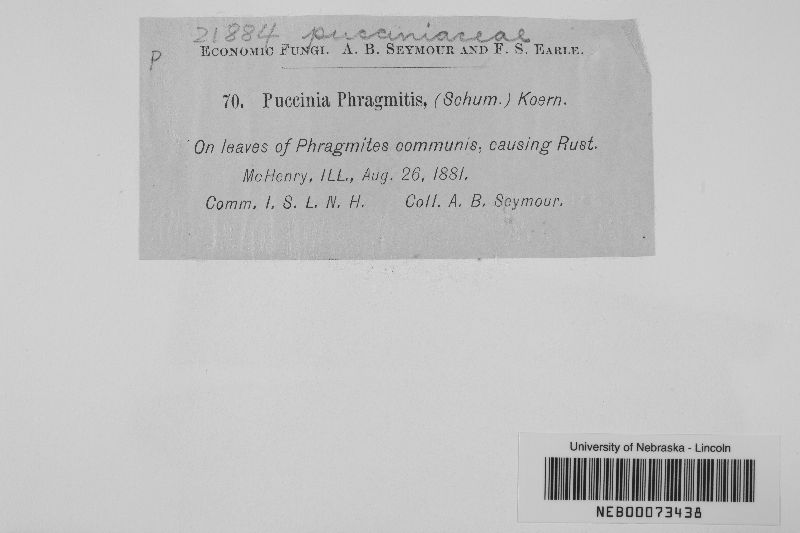 21884 pucciniaceae
P
Economic Fungi. A. B. Seymour and F. S. Earle.
70. Puccinia Phragmitis, (Schum.) Koern.
On leaves of Phragmites communis, causing Rust.
McHenry, ILL., Aug. 26, 1881.
Comm. I. S. L. N. H. Coll. A. B. Seymour.
University of Nebraska - Lincoln
NEB00073438